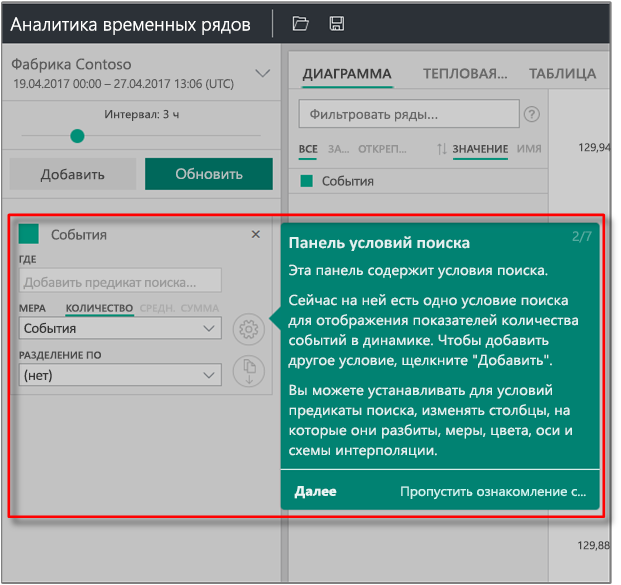 Аналитика временных рядов
Фабрика Contoso
19.04.2017 00:00 – 27.04.2017 13:06 (UTC)
Интервал: 3 ч
Добавить
Обновить
ДИАГРАММА ТЕПЛОВАЯ... ТАБЛИЦА
Фильтровать ряды...
ВСЕ ЗА... ОТКРЕП... ЗНАЧЕНИЕ ИМЯ
События
129,94
События
ГДЕ
Добавить предикат поиска...
МЕРА КОЛИЧЕСТВО СРЕДН. СУММА
События
РАЗДЕЛЕНИЕ ПО
(нет)
Панель условий поиска 2/7
Эта панель содержит условия поиска.
Сейчас на ней есть одно условие поиска
для отображения показателей количества
событий в динамике. Чтобы добавить
другое условие, щелкните "Добавить".
Вы можете устанавливать для условий
предикаты поиска, изменять столбцы, на
которые они разбиты, меры, цвета, оси и
схемы интерполяции.
Далее Пропустить ознакомление с...
129,88